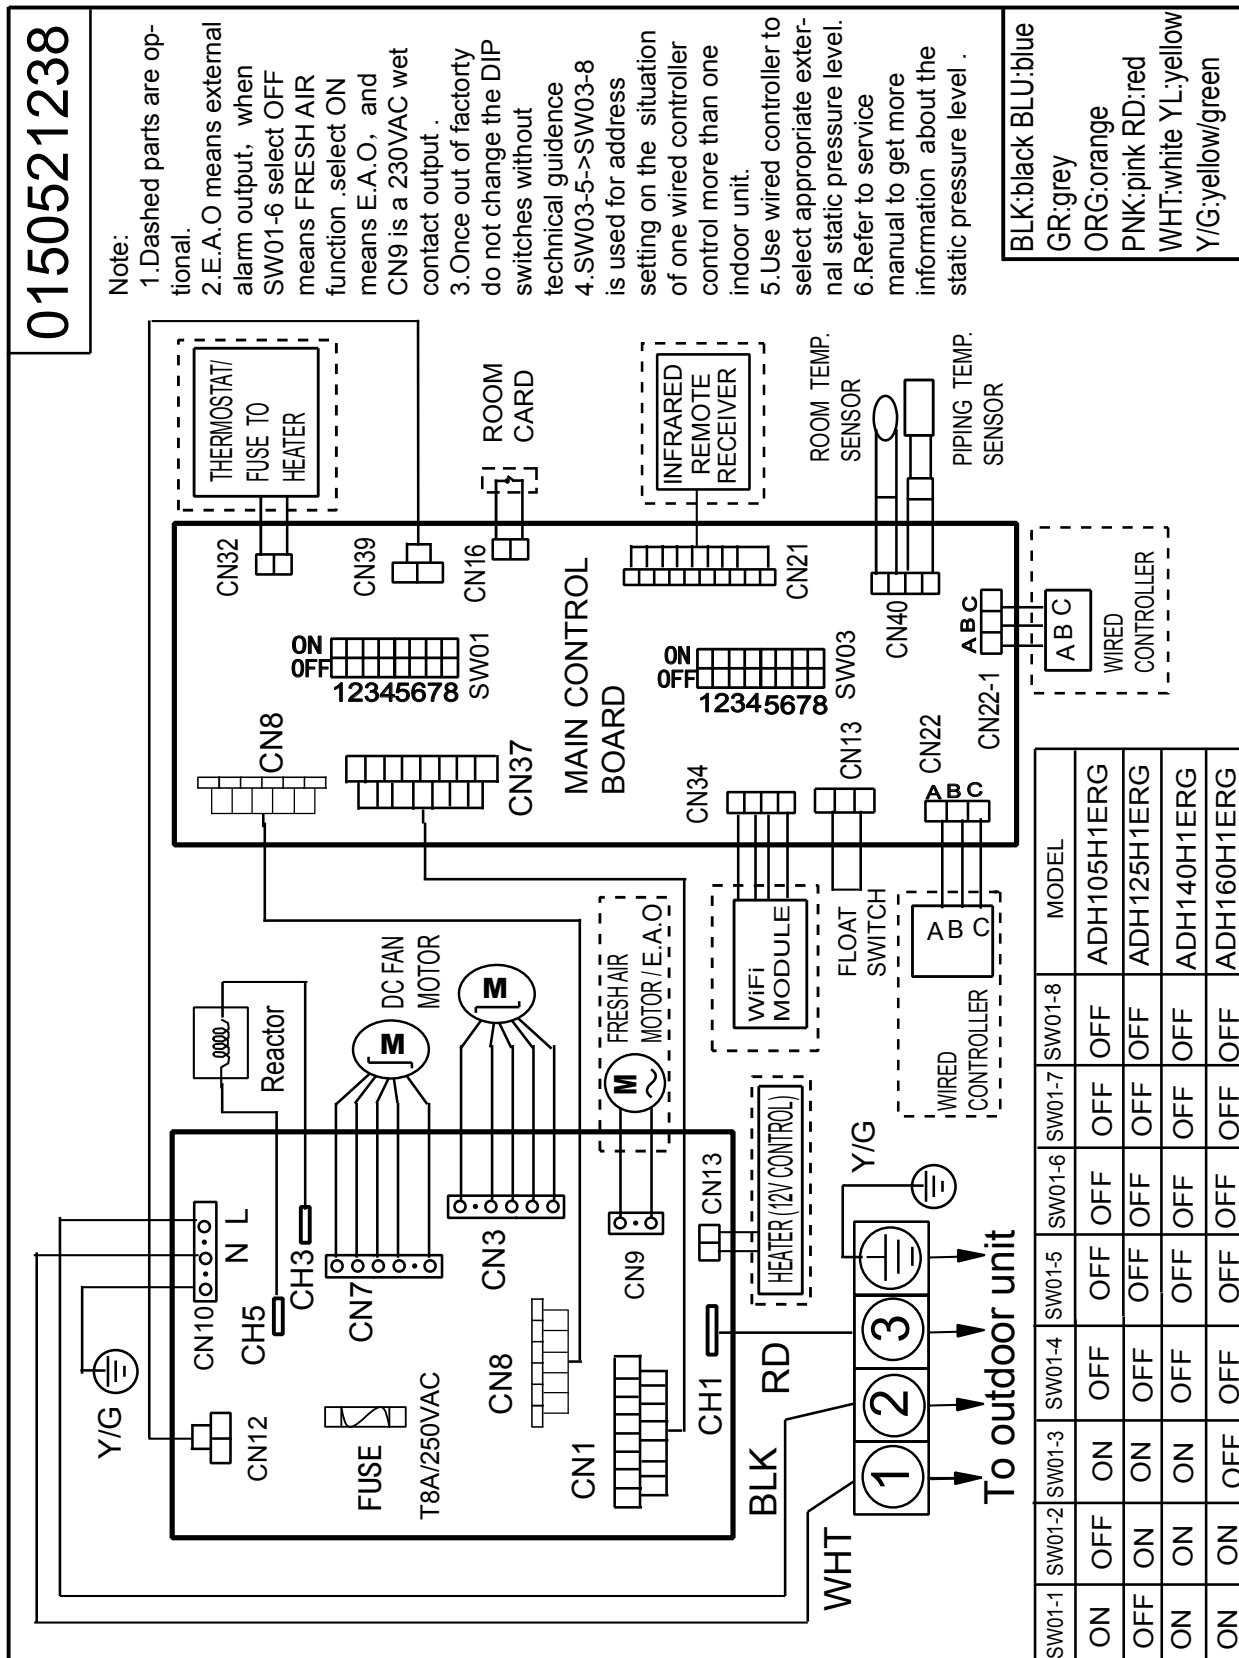 0150521238
Note:
1.Dashed parts are op-
tional.
2.E.A.O means external
alarm output, when
SW01-6 select OFF
means FRESH AIR
function .select ON
means E.A.O, and
CN9 is a 230VAC wet
contact output .
3.Once out of factorty
do not change the DIP
switches without
technical guidence
4.SW03-5->SW03-8
is used for address
setting on the situation
of one wired controller
control more than one
indoor unit.
5.Use wired controller to
select appropriate exter-
nal static pressure level.
6.Refer to service
manual to get more
information about the
static pressure level .
BLK:black BLU:blue
GR:grey
ORG:orange
PNK:pink RD:red
WHT:white YL:yellow
Y/G:yellow/green
THERMOSTAT/
FUSE TO
HEATER
ROOM
CARD
INFRARED
REMOTE
RECEIVER
ROOM TEMP.
SENSOR
PIPING TEMP.
SENSOR
CN32
CN39
CN16
CN21
CN40
ON
OFF
12345678
SW01
ON
OFF
12345678
SW03
CN8
CN37
MAIN CONTROL
BOARD
CN34
CN13
CN22
A B C
CN22-1
A B C
A B C
WIRED
CONTROLLER
Reactor
DC FAN
MOTOR
M
M
FRESH AIR
MOTOR / E.A.O
M
WiFi
MODULE
FLOAT
SWITCH
A B C
WIRED
CONTROLLER
Y/G
CN10
N L
CH5
CH3
CN12
FUSE
T8A/250VAC
CN7
CN3
CN8
CN9
CN1
CH1
CN13
HEATER (12V CONTROL)
WHT
BLK
RD
Y/G
1 2 3
To outdoor unit
SW01-1 SW01-2 SW01-3 SW01-4 SW01-5 SW01-6 SW01-7 SW01-8 MODEL
ON OFF ON OFF OFF OFF OFF OFF ADH105H1ERG
OFF ON ON OFF OFF OFF OFF OFF ADH125H1ERG
ON ON ON OFF OFF OFF OFF OFF ADH140H1ERG
ON ON OFF OFF OFF OFF OFF OFF ADH160H1ERG